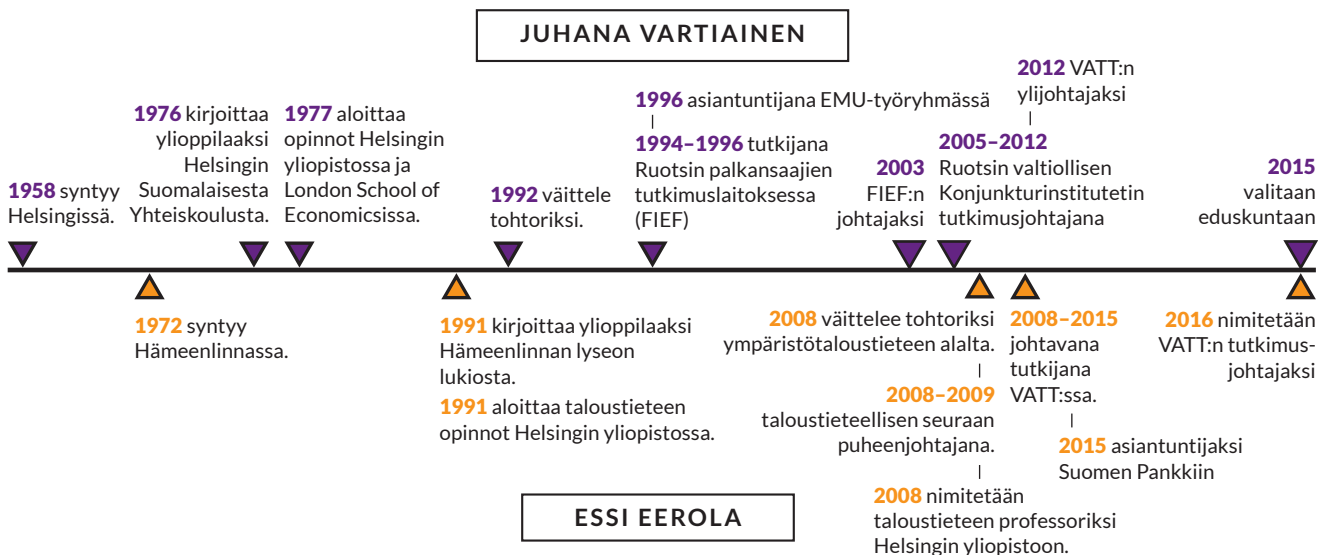 JUHANA VARTIAINEN
1958 syntyy
Helsingissä.
1976 kirjoittaa
ylioppilaaksi
Helsingin
Suomalaisesta
Yhteiskoulusta.
1977 aloittaa
opinnot Helsingin
yliopistossa ja
London School of
Economicsissa.
1992 väittele
tohtoriksi.
1996 asiantuntijana EMU-työryhmässä
1994–1996 tutkijana
Ruotsin palkansaajien
tutkimuslaitoksessa
(FIEF)
2003
FIEF:n
johtajaksi
2012 VATT:n
ylijohtajaksi
2005–2012
Ruotsin valtiollisen
Konjunkturinstitutetin
tutkimusjohtajana
2015
valitaan
eduskuntaan
1972 syntyy
Hämeenlinnassa.
1991 kirjoittaa ylioppilaaksi
Hämeenlinnan lyseon
lukiosta.
1991 aloittaa taloustieteen
opinnot Helsingin yliopistossa.
2008 väittelee tohtoriksi
ympäristötaloustieteen alalta.
2008–2009
taloustieteellisen seuraan
puheenjohtajana.
2008 nimitetään
taloustieteen professoriksi
Helsingin yliopistoon.
2008–2015
johtavana
tutkijana
VATT:ssa.
2015 asiantuntijaksi
Suomen Pankkiin
2016 nimitetään
VATT:n tutkimus-
johtajaksi
ESSI EEROLA